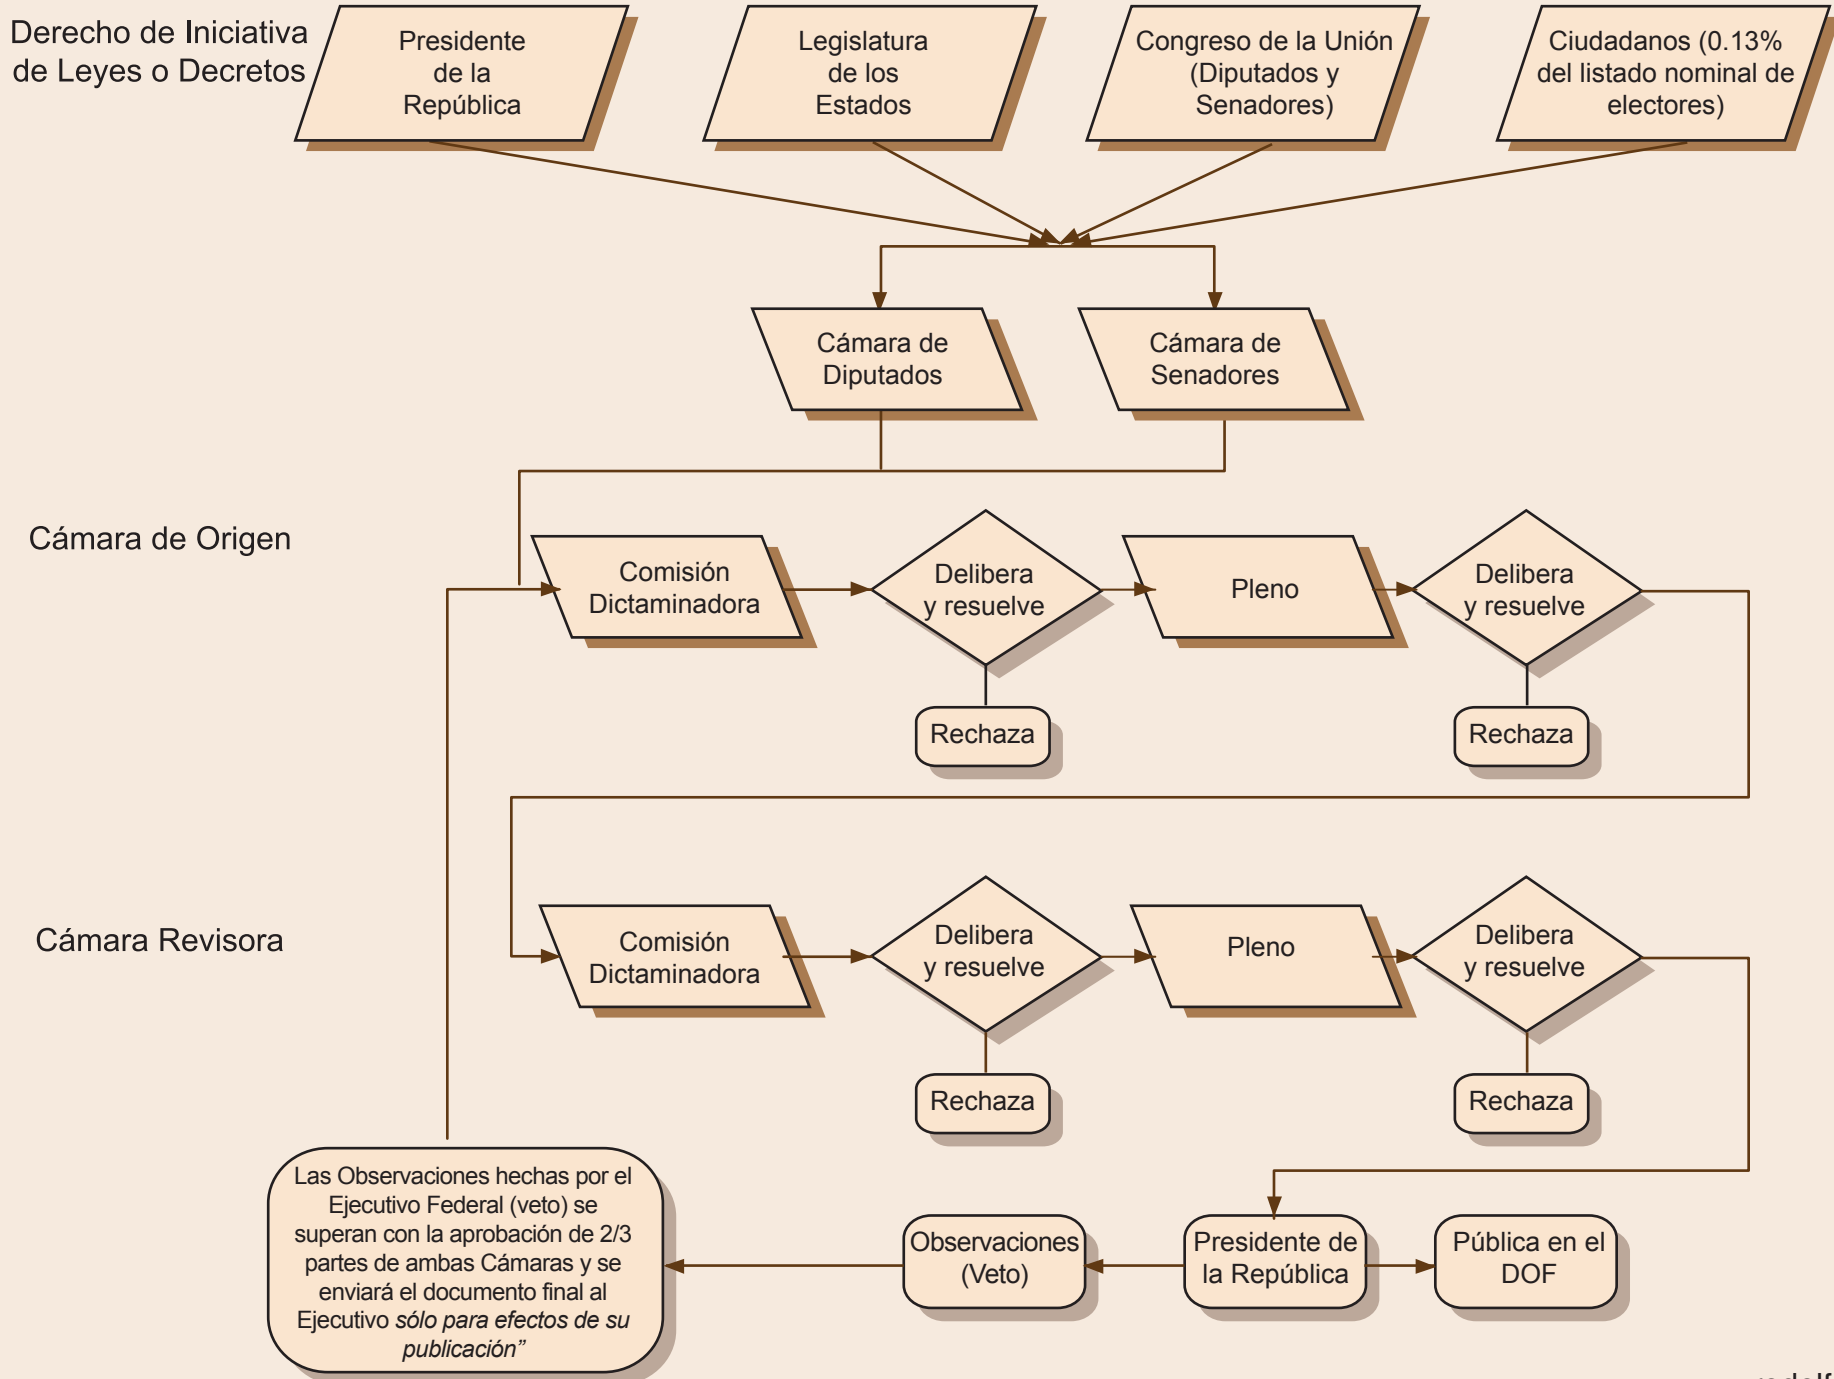 Derecho de Iniciativa
de Leyes o Decretos
Presidente
de la
República
Legislatura
de los
Estados
Congreso de la Unión
(Diputados y
Senadores)
Ciudadanos (0.13%
del listado nominal de
electores)
Cámara de
Diputados
Cámara de
Senadores
Cámara de Origen
Comisión
Dictaminadora
Delibera
y resuelve
Pleno
Delibera
y resuelve
Rechaza
Rechaza
Cámara Revisora
Comisión
Dictaminadora
Delibera
y resuelve
Pleno
Delibera
y resuelve
Rechaza
Rechaza
Las Observaciones hechas por el
Ejecutivo Federal (veto) se
superan con la aprobación de 2/3
partes de ambas Cámaras y se
enviará el documento final al
Ejecutivo sólo para efectos de su
publicación”
Observaciones
(Veto)
Presidente de
la República
Pública en el
DOF